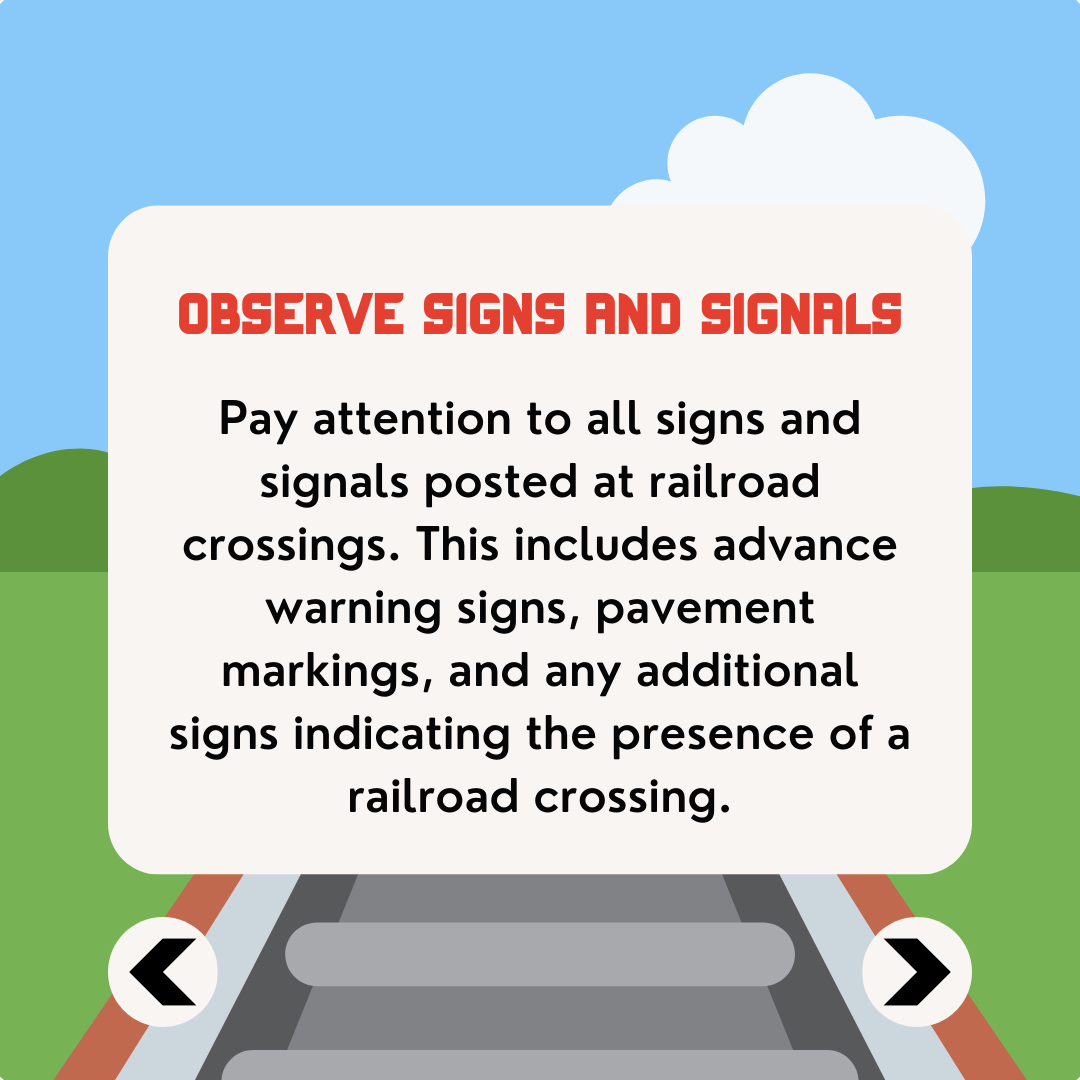 OBSERVE SIGNS AND SIGNALS
Pay attention to all signs and
signals posted at railroad
crossings. This includes advance
warning signs, pavement
markings, and any additional
signs indicating the presence of a
railroad crossing.